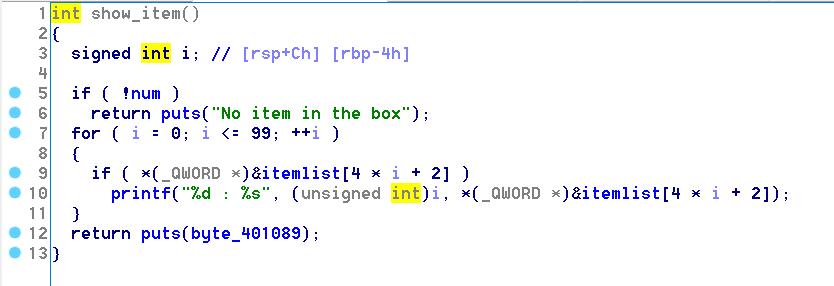 1 int show_item()
2 {
3   signed int i; // [rsp+Ch] [rbp-4h]
4
5   if ( !num )
6     return puts("No item in the box");
7   for ( i = 0; i <= 99; ++i )
8   {
9     if ( *(_QWORD *)&itemlist[4 * i + 2] )
10       printf("%d : %s", (unsigned int)i, *(_QWORD *)&itemlist[4 * i + 2]);
11   }
12   return puts(byte_401089);
13 }